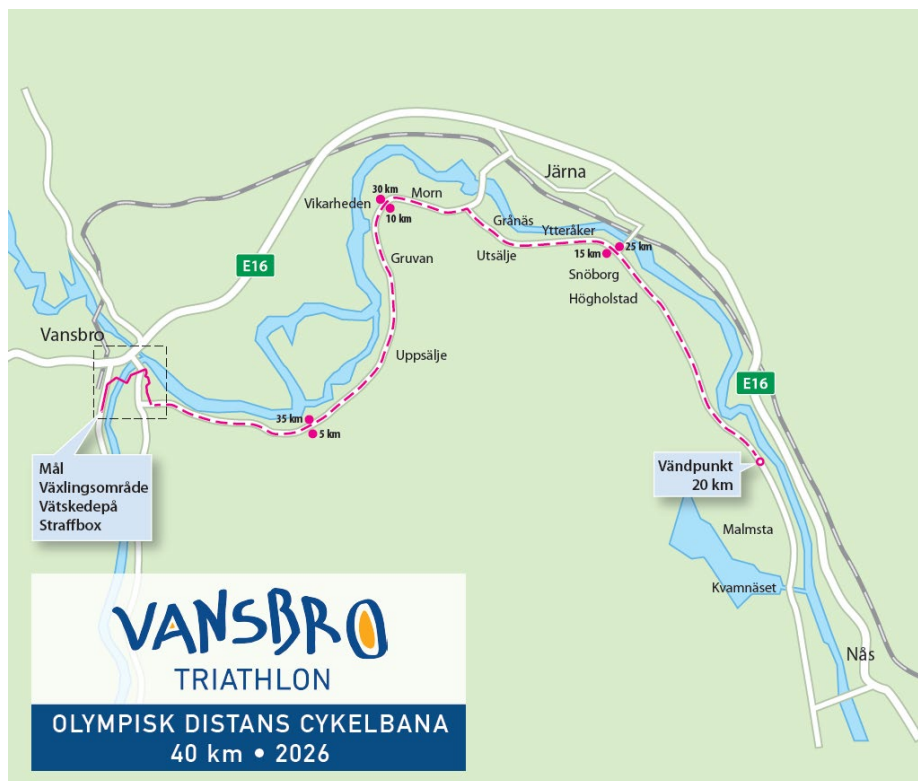 Järna
30 km
Morn
Vikarheden
10 km
Grånäs
Ytteråker
25 km
Utsälje
15 km
Gruvan
E16
Snöborg
Högholstad
Vansbro
Uppsälje
E16
35 km
5 km
Mål
Växlingsområde
Vätskedepå
Straffbox
Vändpunkt
20 km
Malmsta
Kvamnäset
Nås
VANSBRO
TRIATHLON
OLYMPISK DISTANS CYKELBANA
40 km • 2026